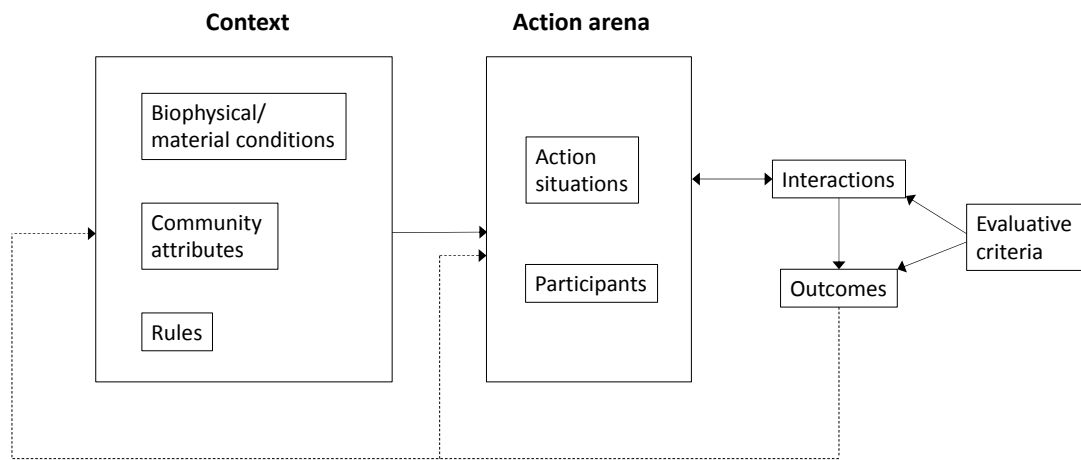 Context
Action arena
Biophysical/
material conditions
Community
attributes
Rules
Action
situations
Participants
Interactions
Outcomes
Evaluative
criteria